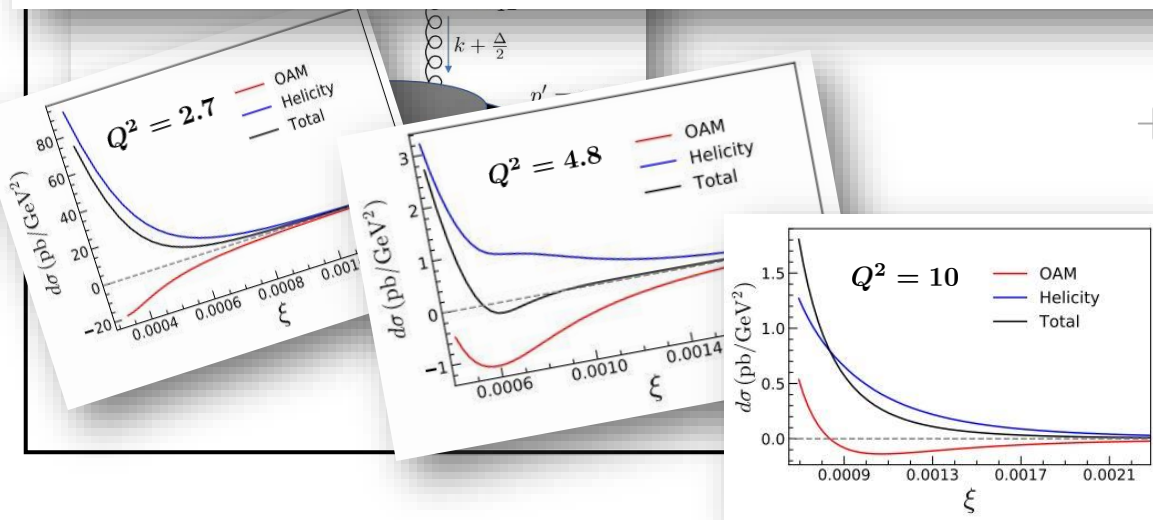 k + Δ/2
p′ =
Q² = 2.7
OAM
Helicity
Total
dσ (pb/GeV²)
80
60
40
20
0
−20
0.0004
0.0006
0.0008
0.001
ξ
Q² = 4.8
OAM
Helicity
Total
dσ (pb/GeV²)
3
2
1
0
−1
0.0006
0.0010
0.0014
ξ
Q² = 10
OAM
Helicity
Total
dσ (pb/GeV²)
1.5
1.0
0.5
0.0
0.0009
0.0013
0.0017
0.0021
ξ